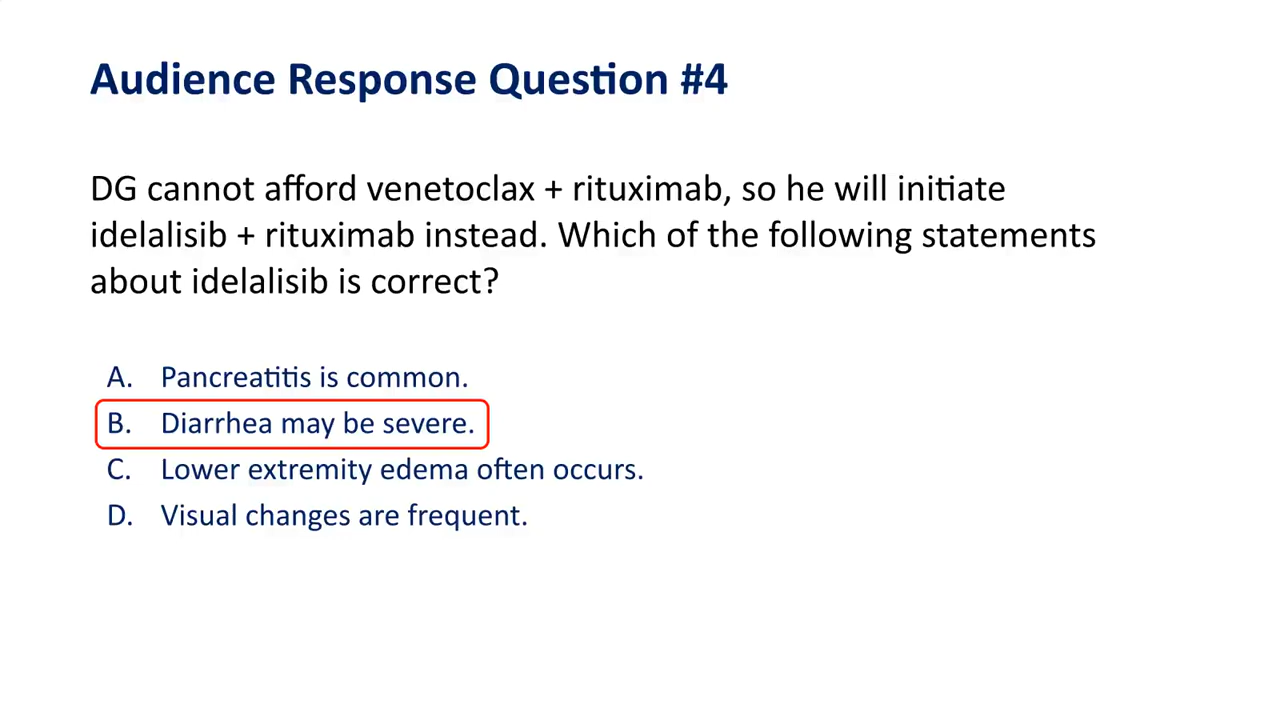 Audience Response Question #4
DG cannot afford venetoclax + rituximab, so he will initiate
idelalisib + rituximab instead. Which of the following statements
about idelalisib is correct?
A. Pancreatitis is common.
B. Diarrhea may be severe.
C. Lower extremity edema often occurs.
D. Visual changes are frequent.